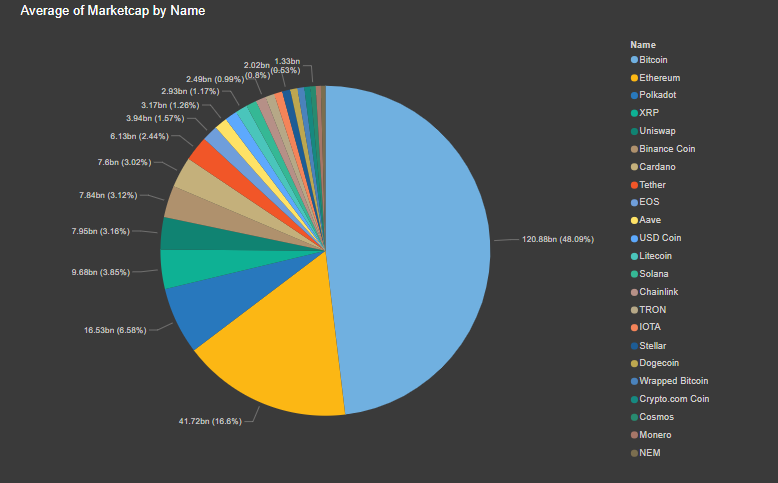 Average of Marketcap by Name
2.02bn
(0.8%)
1.33bn
(0.53%)
2.49bn (0.99%)
2.93bn (1.17%)
3.17bn (1.26%)
3.94bn (1.57%)
6.13bn (2.44%)
7.6bn (3.02%)
7.84bn (3.12%)
7.95bn (3.16%)
9.68bn (3.85%)
16.53bn (6.58%)
41.72bn (16.6%)
120.88bn (48.09%)
Name
Bitcoin
Ethereum
Polkadot
XRP
Uniswap
Binance Coin
Cardano
Tether
EOS
Aave
USD Coin
Litecoin
Solana
Chainlink
TRON
IOTA
Stellar
Dogecoin
Wrapped Bitcoin
Crypto.com Coin
Cosmos
Monero
NEM